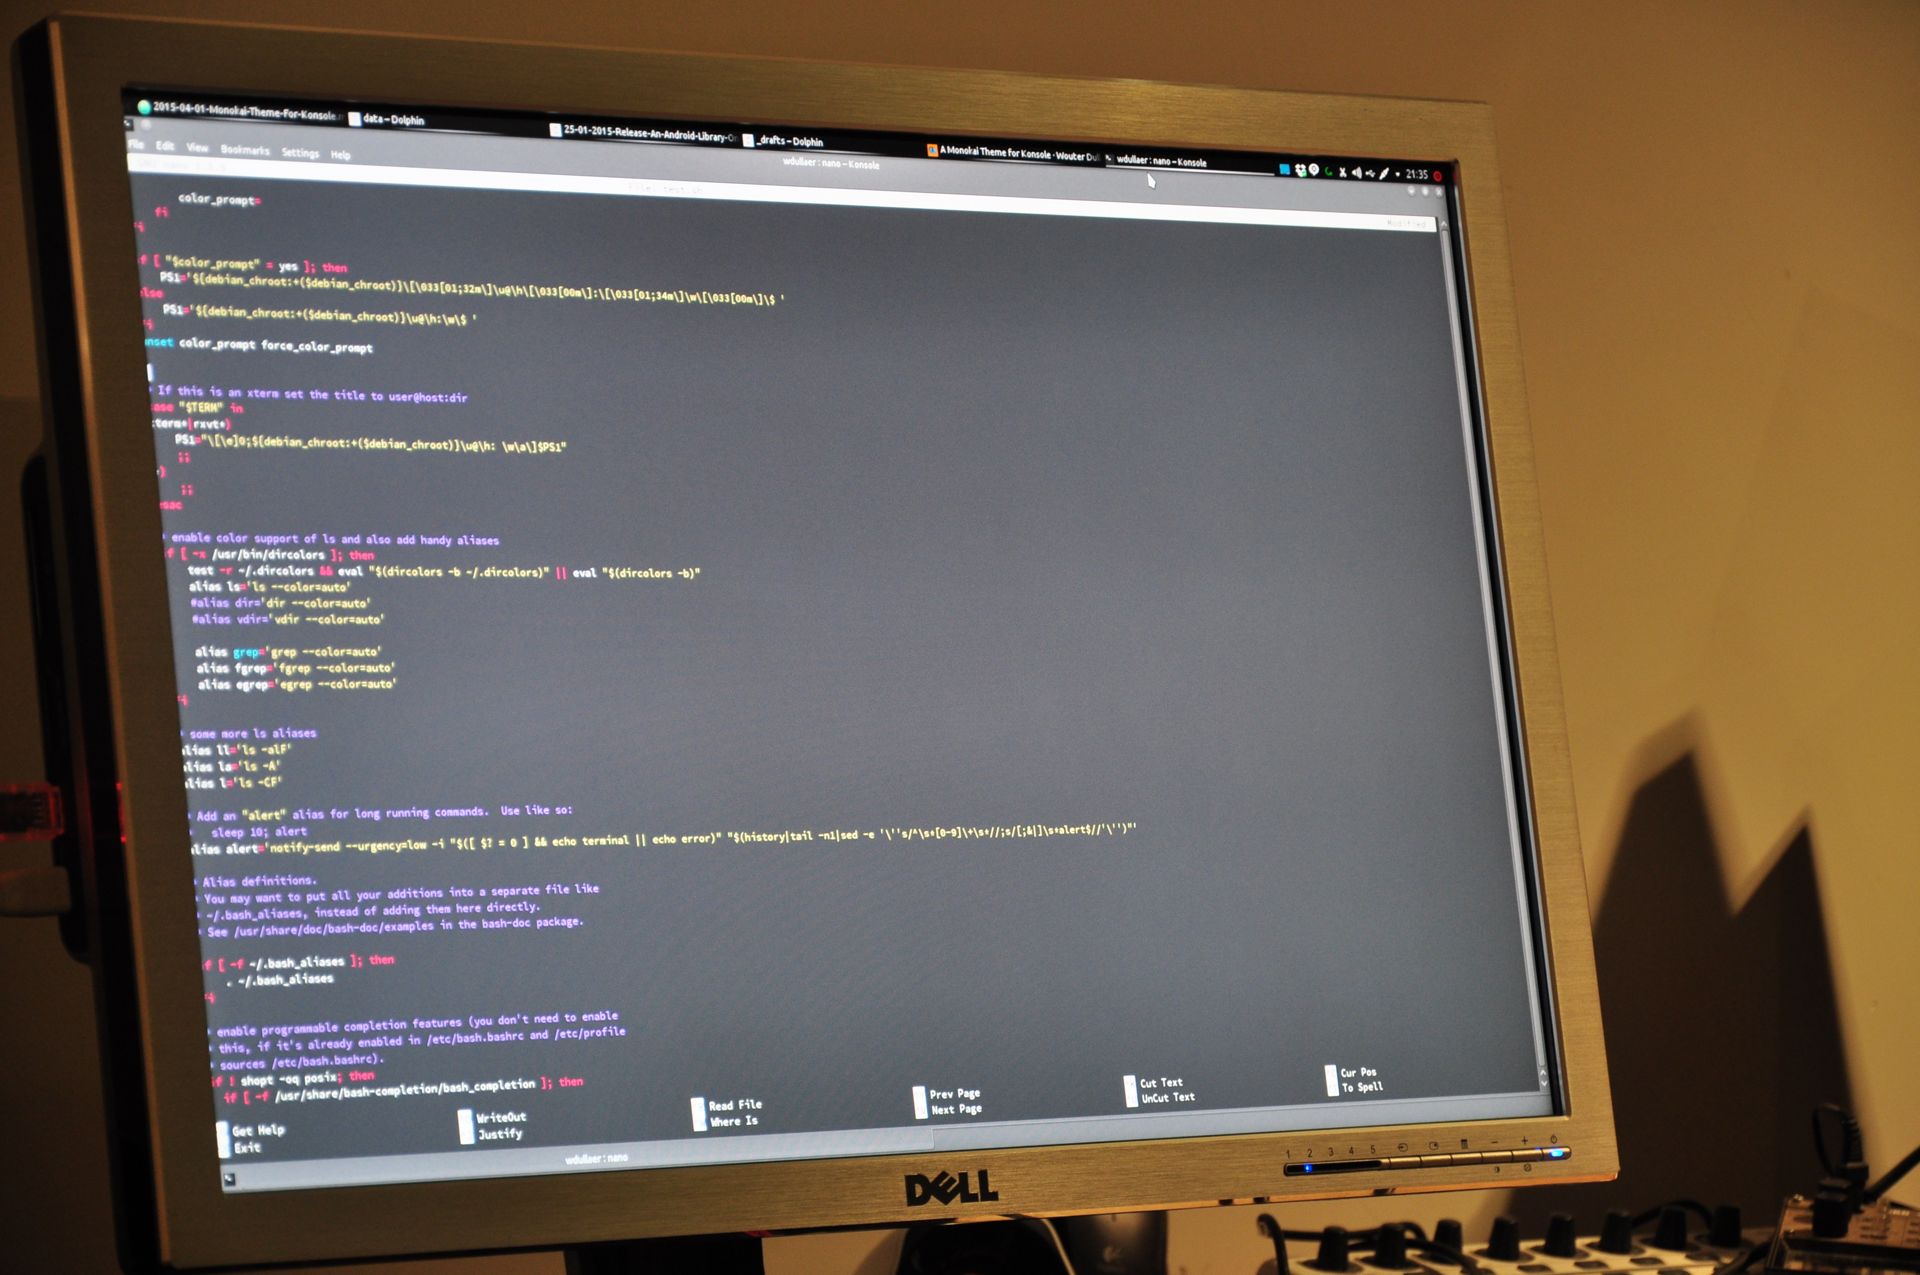 2015-04-01-Monokai-Theme-For-Konsole. data – Dolphin 25-01-2015-Release-An-Android-Library-O _drafts – Dolphin A Monokai Theme for Konsole · Wouter Du wdullaer : nano – Konsole 21:35
wdullaer : nano – Konsole
File Edit View Bookmarks Settings Help
File: test.sh Modified
color_prompt=
fi
fi
if [ "$color_prompt" = yes ]; then
PS1='${debian_chroot:+($debian_chroot)}\[\033[01;32m\]\u@\h\[\033[00m\]:\[\033[01;34m\]\w\[\033[00m\]\$ '
else
PS1='${debian_chroot:+($debian_chroot)}\u@\h:\w\$ '
fi
unset color_prompt force_color_prompt
If this is an xterm set the title to user@host:dir
case "$TERM" in
xterm*|rxvt*)
PS1="\[\e]0;${debian_chroot:+($debian_chroot)}\u@\h: \w\a\]$PS1"
;;
*)
;;
esac
enable color support of ls and also add handy aliases
if [ -x /usr/bin/dircolors ]; then
test -r ~/.dircolors && eval "$(dircolors -b ~/.dircolors)" || eval "$(dircolors -b)"
alias ls='ls --color=auto'
#alias dir='dir --color=auto'
#alias vdir='vdir --color=auto'
alias grep='grep --color=auto'
alias fgrep='fgrep --color=auto'
alias egrep='egrep --color=auto'
fi
some more ls aliases
alias ll='ls -alF'
alias la='ls -A'
alias l='ls -CF'
Add an "alert" alias for long running commands.  Use like so:
sleep 10; alert
alias alert='notify-send --urgency=low -i "$([ $? = 0 ] && echo terminal || echo error)" "$(history|tail -n1|sed -e '\''s/^\s*[0-9]\+\s*//;s/[;&|]\s*alert$//'\'')"'
Alias definitions.
You may want to put all your additions into a separate file like
~/.bash_aliases, instead of adding them here directly.
See /usr/share/doc/bash-doc/examples in the bash-doc package.
if [ -f ~/.bash_aliases ]; then
. ~/.bash_aliases
fi
enable programmable completion features (you don't need to enable
this, if it's already enabled in /etc/bash.bashrc and /etc/profile
sources /etc/bash.bashrc).
if ! shopt -oq posix; then
if [ -f /usr/share/bash-completion/bash_completion ]; then
Get Help WriteOut Read File Prev Page Cut Text Cur Pos
Exit Justify Where Is Next Page UnCut Text To Spell
wdullaer : nano
1 2 3 4 5
DELL